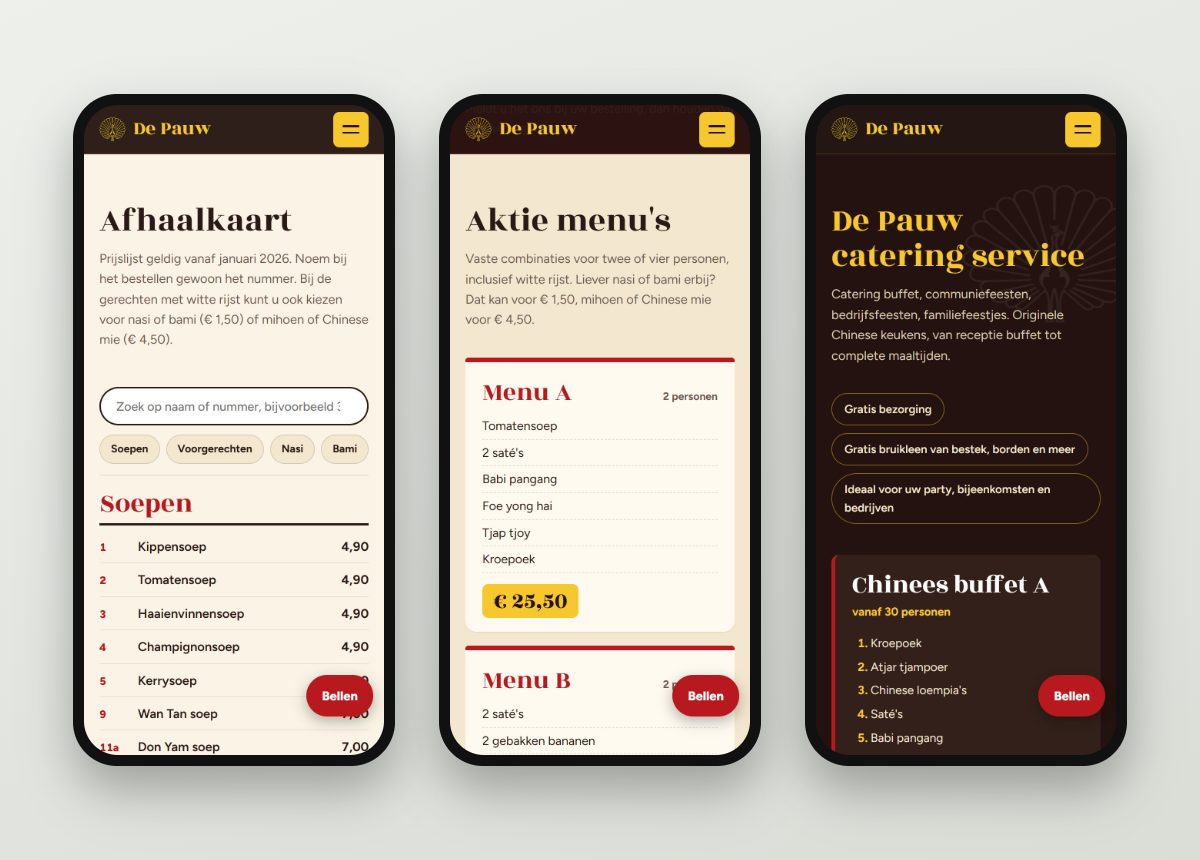 De Pauw
Afhaalkaart
Prijslijst geldig vanaf januari 2026. Noem bij
het bestellen gewoon het nummer. Bij de
gerechten met witte rijst kunt u ook kiezen
voor nasi of bami (€ 1,50) of mihoen of Chinese
mie (€ 4,50).
Zoek op naam of nummer, bijvoorbeeld
Soepen Voorgerechten Nasi Bami
Soepen
1 Kippensoep 4,90
2 Tomatensoep 4,90
3 Haaienvinnensoep 4,90
4 Champignonsoep 4,90
5 Kerrysoep
Bellen
9 Wan Tan soep
11a Don Yam soep 7,00
De Pauw
Aktie menu's
Vaste combinaties voor twee of vier personen,
inclusief witte rijst. Liever nasi of bami erbij?
Dat kan voor € 1,50, mihoen of Chinese mie
voor € 4,50.
Menu A 2 personen
Tomatensoep
2 saté's
Babi pangang
Foe yong hai
Tjap tjoy
Kroepoek
€ 25,50
Menu B 2
Bellen
2 saté's
2 gebakken bananen
De Pauw
De Pauw
catering service
Catering buffet, communiefeesten,
bedrijfsfeesten, familiefeestjes. Originele
Chinese keukens, van receptie buffet tot
complete maaltijden.
Gratis bezorging
Gratis bruikleen van bestek, borden en meer
Ideaal voor uw party, bijeenkomsten en
bedrijven
Chinees buffet A
vanaf 30 personen
1. Kroepoek
2. Atjar tjampoer
3. Chinese loempia's
4. Saté's
5. Babi pangang
Bellen